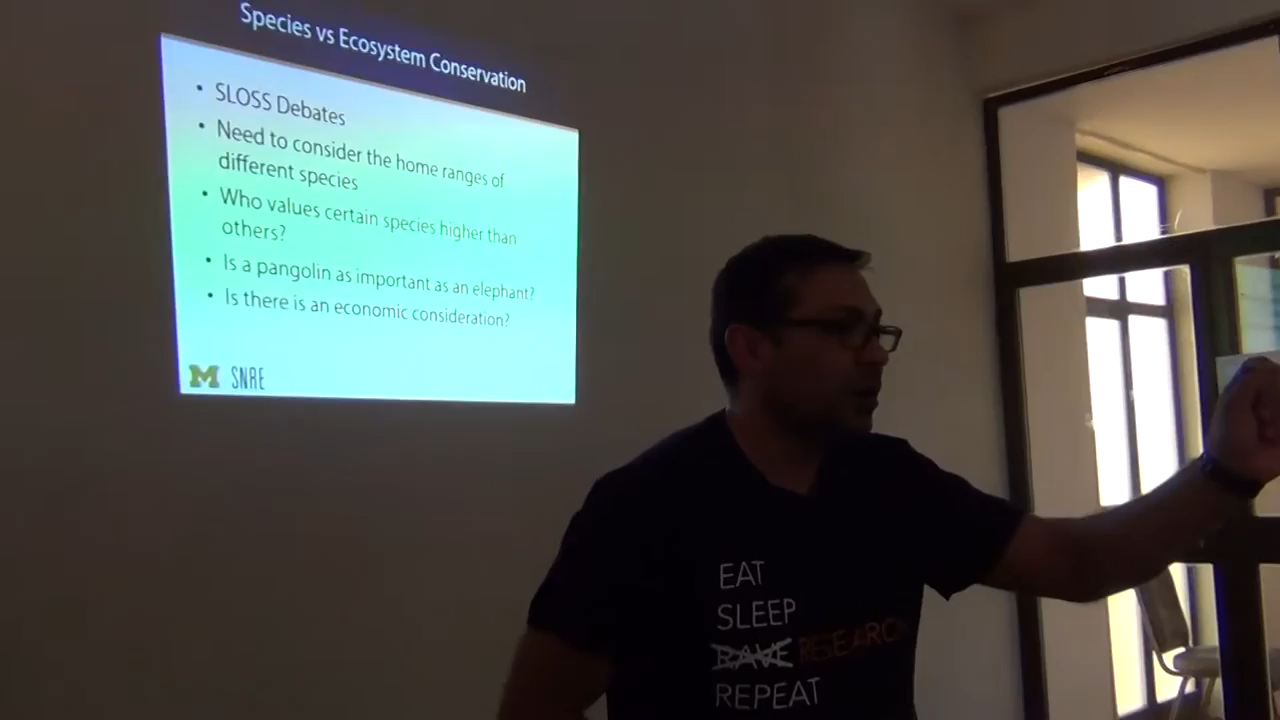 Species vs Ecosystem Conservation
• SLOSS Debates
• Need to consider the home ranges of
different species
• Who values certain species higher than
others?
• Is a pangolin as important as an elephant?
• Is there is an economic consideration?
M SNRE
EAT
SLEEP
RAVE RESEARCH
REPEAT